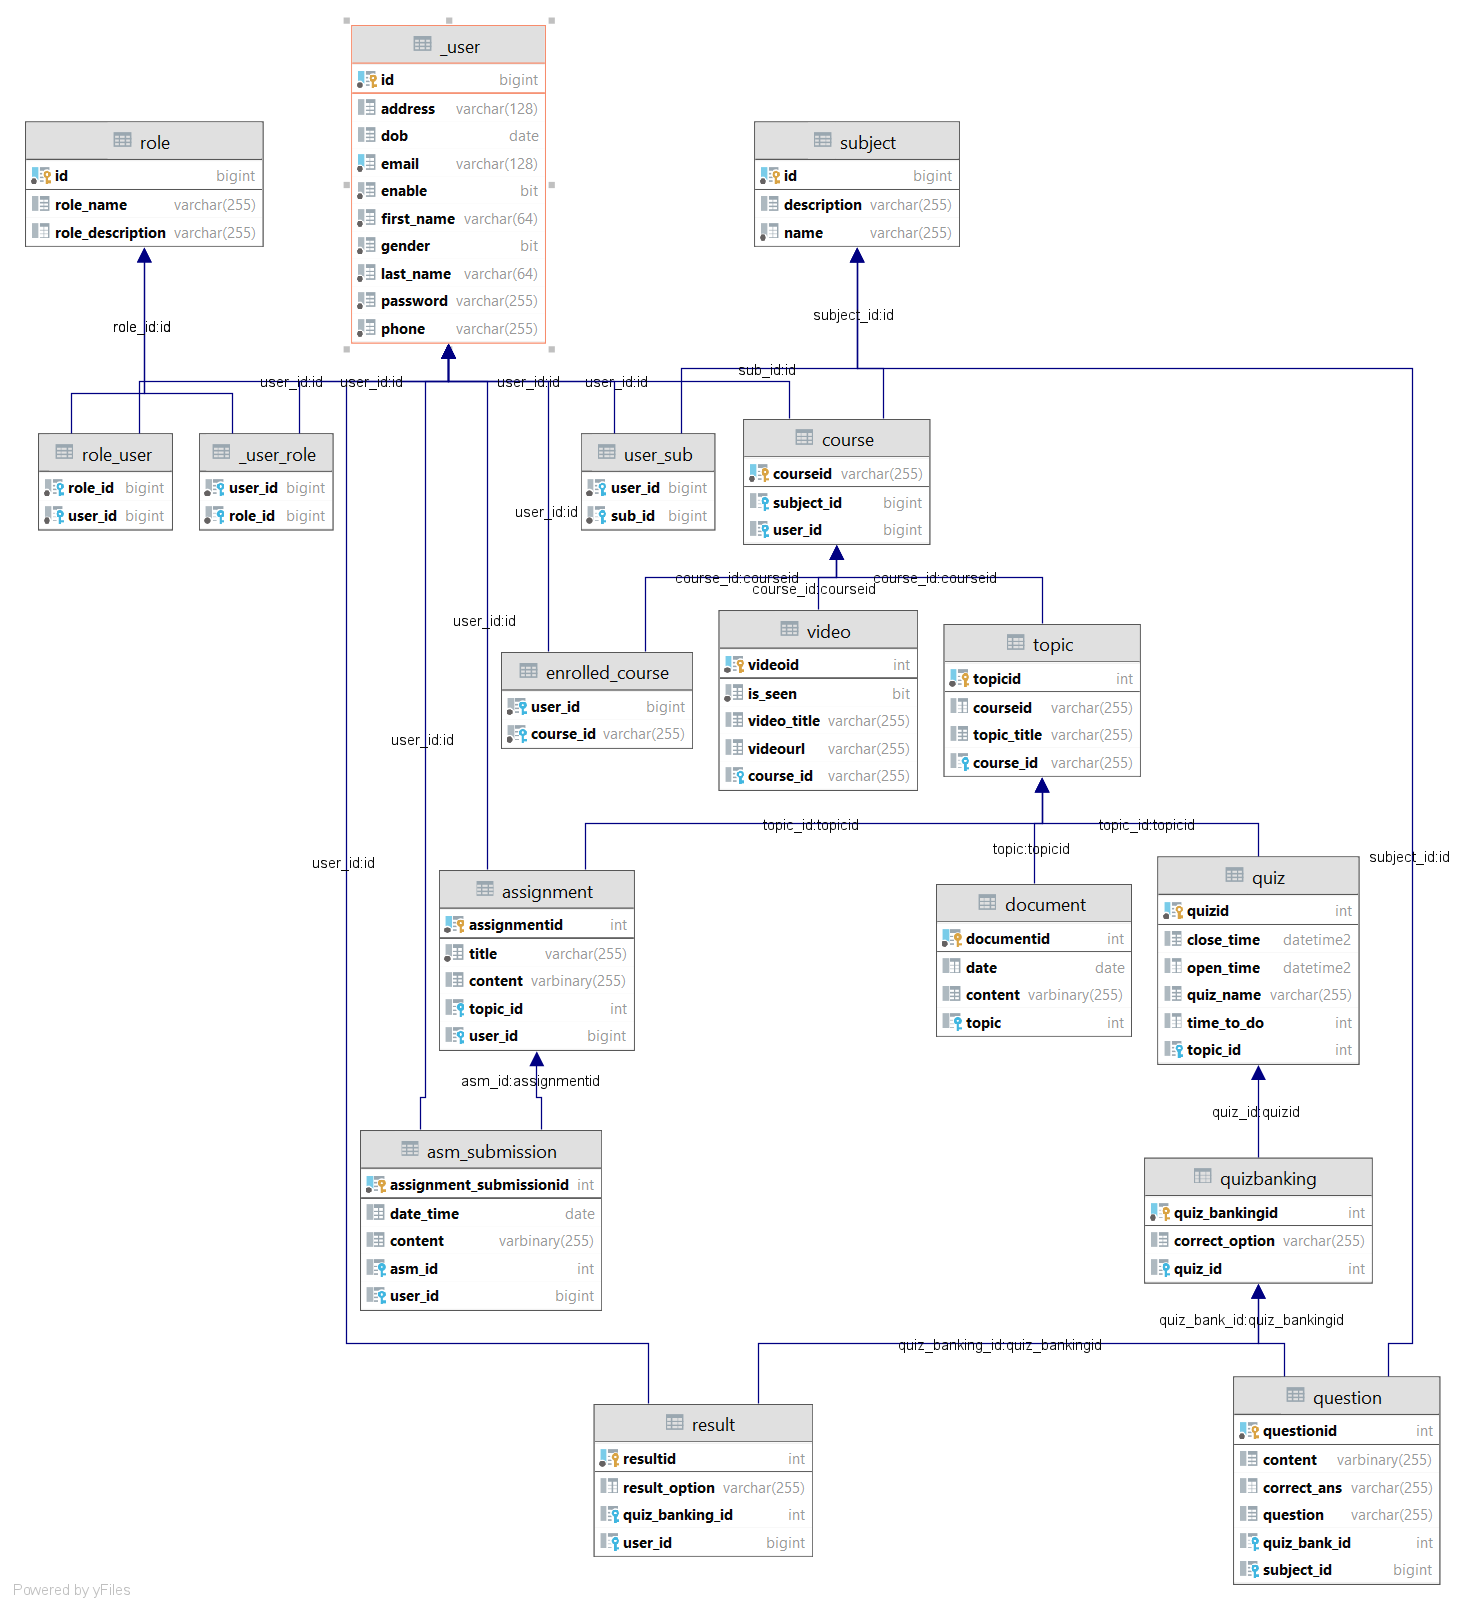 _user
id bigint
address varchar(128)
dob date
email varchar(128)
enable bit
first_name varchar(64)
gender bit
last_name varchar(64)
password varchar(255)
phone varchar(255)
role
id bigint
role_name varchar(255)
role_description varchar(255)
subject
id bigint
description varchar(255)
name varchar(255)
role_id:id
subject_id:id
sub_id:id
user_id:id
user_id:id
user_id:id
user_id:id
role_user
role_id bigint
user_id bigint
_user_role
user_id bigint
role_id bigint
user_sub
user_id bigint
sub_id bigint
course
courseid varchar(255)
subject_id bigint
user_id bigint
user_id:id
course_id:courseid
course_id:courseid
course_id:courseid
user_id:id
enrolled_course
user_id bigint
course_id varchar(255)
video
videoid int
is_seen bit
video_title varchar(255)
videourl varchar(255)
course_id varchar(255)
topic
topicid int
courseid varchar(255)
topic_title varchar(255)
course_id varchar(255)
user_id:id
topic_id:topicid
topic_id:topicid
topic:topicid
user_id:id
subject_id:id
assignment
assignmentid int
title varchar(255)
content varbinary(255)
topic_id int
user_id bigint
document
documentid int
date date
content varbinary(255)
topic int
quiz
quizid int
close_time datetime2
open_time datetime2
quiz_name varchar(255)
time_to_do int
topic_id int
asm_id:assignmentid
quiz_id:quizid
asm_submission
assignment_submissionid int
date_time date
content varbinary(255)
asm_id int
user_id bigint
quizbanking
quiz_bankingid int
correct_option varchar(255)
quiz_id int
quiz_bank_id:quiz_bankingid
quiz_banking_id:quiz_bankingid
result
resultid int
result_option varchar(255)
quiz_banking_id int
user_id bigint
question
questionid int
content varbinary(255)
correct_ans varchar(255)
question varchar(255)
quiz_bank_id int
subject_id bigint
Powered by yFiles